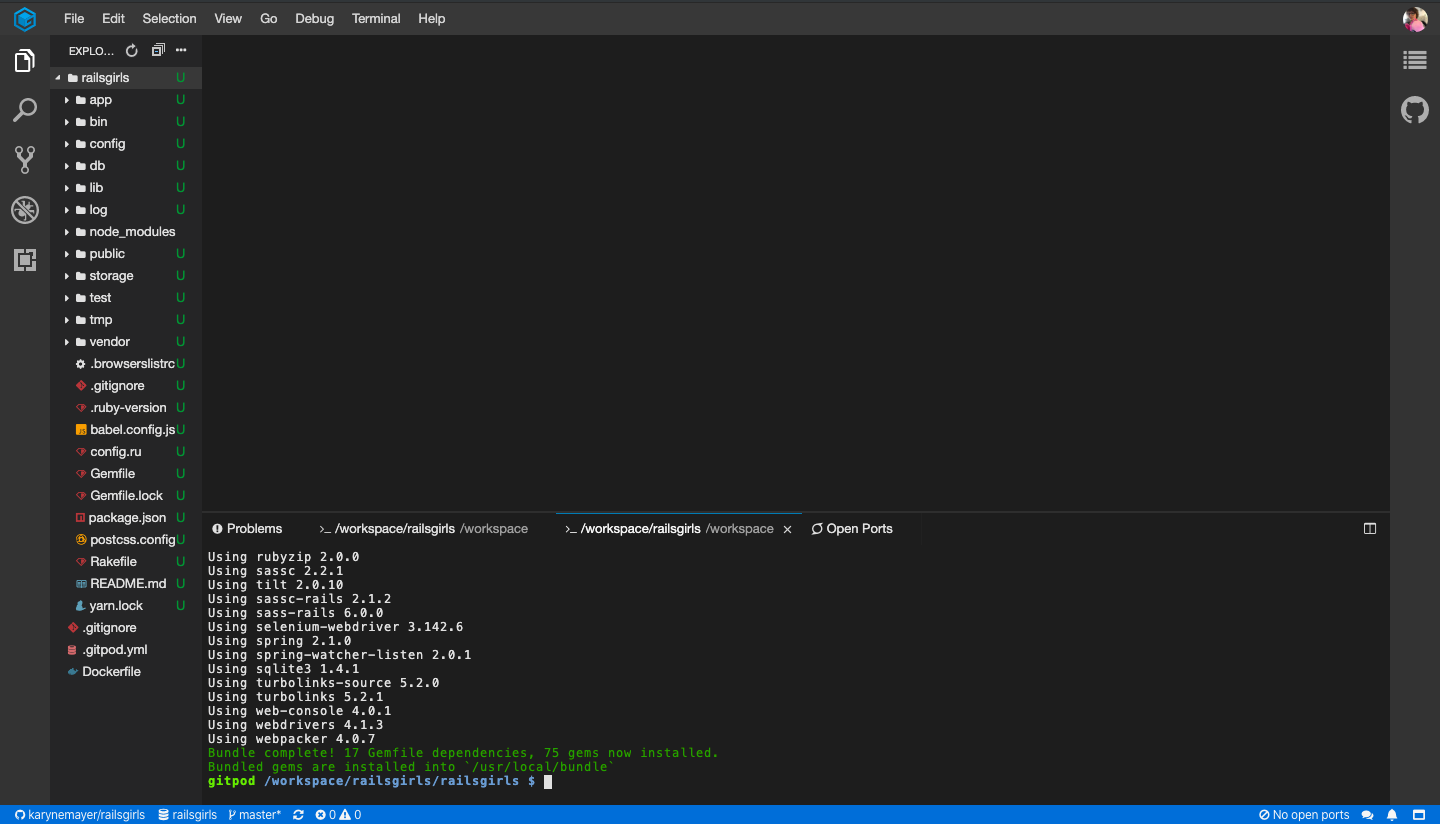 File Edit Selection View Go Debug Terminal Help
EXPLO...
railsgirls U
app U
bin U
config U
db U
lib U
log U
node_modules
public U
storage U
test U
tmp U
vendor U
.browserslistrc U
.gitignore U
.ruby-version U
babel.config.js U
config.ru U
Gemfile U
Gemfile.lock U
package.json U
postcss.config U
Rakefile U
README.md U
yarn.lock U
.gitignore
.gitpod.yml
Dockerfile
Problems >_ /workspace/railsgirls /workspace >_ /workspace/railsgirls /workspace × Open Ports
Using rubyzip 2.0.0
Using sassc 2.2.1
Using tilt 2.0.10
Using sassc-rails 2.1.2
Using sass-rails 6.0.0
Using selenium-webdriver 3.142.6
Using spring 2.1.0
Using spring-watcher-listen 2.0.1
Using sqlite3 1.4.1
Using turbolinks-source 5.2.0
Using turbolinks 5.2.1
Using web-console 4.0.1
Using webdrivers 4.1.3
Using webpacker 4.0.7
Bundle complete! 17 Gemfile dependencies, 75 gems now installed.
Bundled gems are installed into `/usr/local/bundle`
gitpod /workspace/railsgirls/railsgirls $
karynemayer/railsgirls railsgirls master* 0 0 No open ports